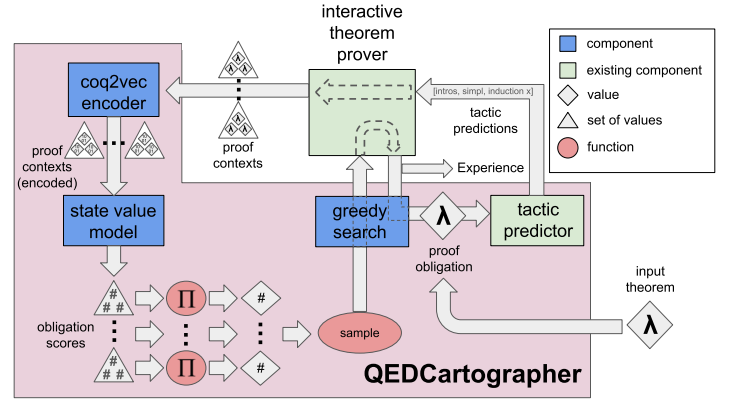 interactive
theorem
prover
component
existing component
value
set of values
function
coq2vec
encoder
λ
λ λ
λ
λ λ
proof
contexts
[intros, simpl, induction x]
tactic
predictions
Experience
proof
contexts
(encoded)
state value
model
greedy
search
λ
tactic
predictor
proof
obligation
input
theorem
λ
obligation
scores
#
# #
Π
#
#
# #
Π
#
sample
QEDCartographer